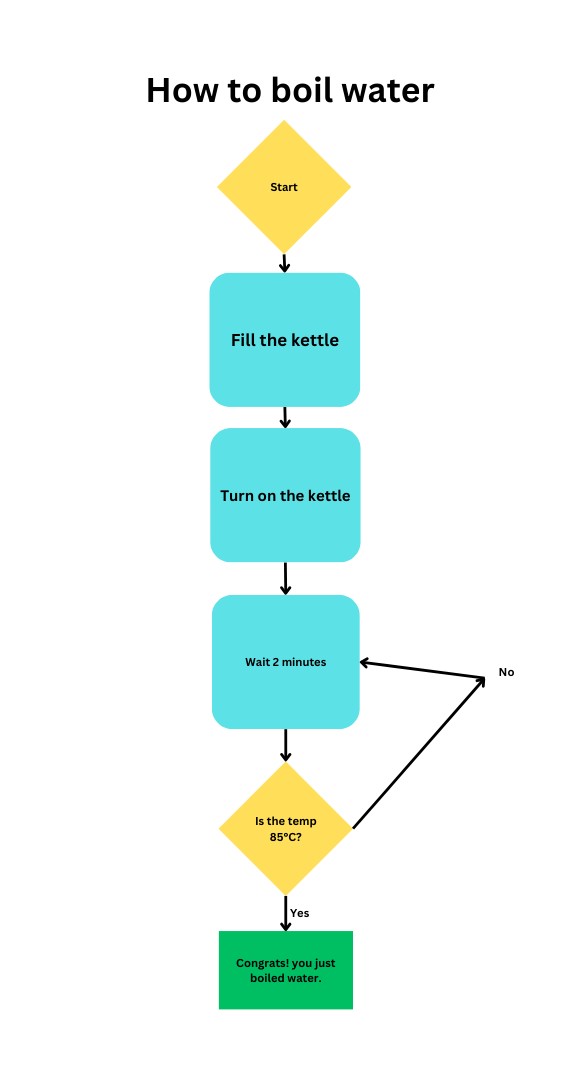 How to boil water
Start
Fill the kettle
Turn on the kettle
Wait 2 minutes
No
Is the temp
85°C?
Yes
Congrats! you just
boiled water.